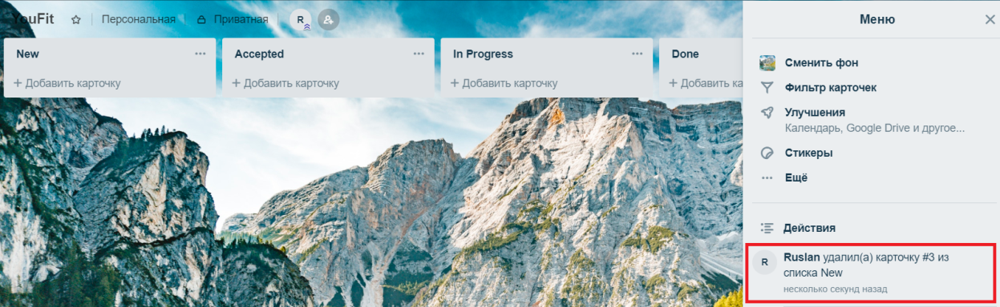 YouFit Персональная Приватная R
New ... Accepted ... In Progress ... Done
+ Добавить карточку + Добавить карточку + Добавить карточку + Добавить ка
Меню ×
Сменить фон
Фильтр карточек
Улучшения
Календарь, Google Drive и другое...
Стикеры
... Ещё
Действия
R Ruslan удалил(а) карточку #3 из
списка New
несколько секунд назад